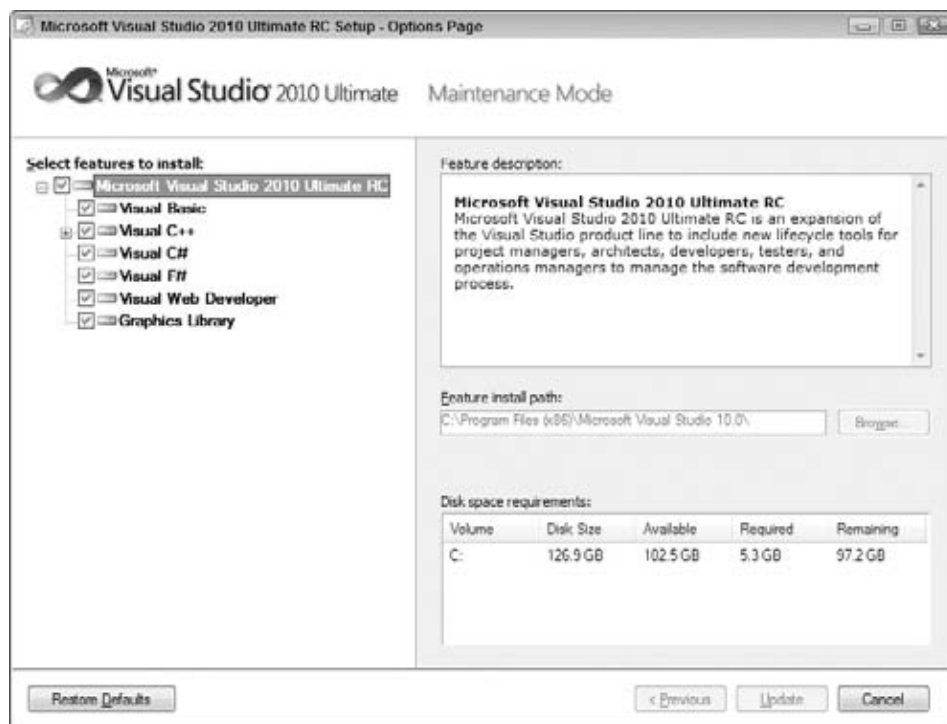 Microsoft Visual Studio 2010 Ultimate RC Setup - Options Page
Microsoft®
Visual Studio® 2010 Ultimate
Maintenance Mode
Select features to install:
Microsoft Visual Studio 2010 Ultimate RC
Visual Basic
Visual C++
Visual C#
Visual F#
Visual Web Developer
Graphics Library
Feature description:
Microsoft Visual Studio 2010 Ultimate RC
Microsoft Visual Studio 2010 Ultimate RC is an expansion of
the Visual Studio product line to include new lifecycle tools for
project managers, architects, developers, testers, and
operations managers to manage the software development
process.
Feature install path:
C:\Program Files (x86)\Microsoft Visual Studio 10.0\
Browse...
Disk space requirements:
Volume Disk Size Available Required Remaining
C: 126.9 GB 102.5 GB 5.3 GB 97.2 GB
Restore Defaults
< Previous
Update
Cancel